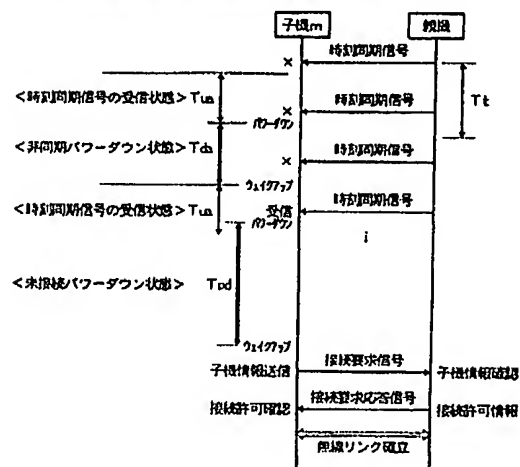 子機m 親機
時刻同期信号
×
<時刻同期信号の受信状態> Tua
時刻同期信号
×
Tt
パワーダウン
<非同期パワーダウン状態> Tda
時刻同期信号
×
ウェイクアップ
<時刻同期信号の受信状態> Tua
時刻同期信号
受信
パワーダウン
i
<未接続パワーダウン状態> Tpd
ウェイクアップ
接続要求信号
子機情報送信 子機情報確認
接続要求応答信号
接続許可確認 接続許可情報
無線リンク確立